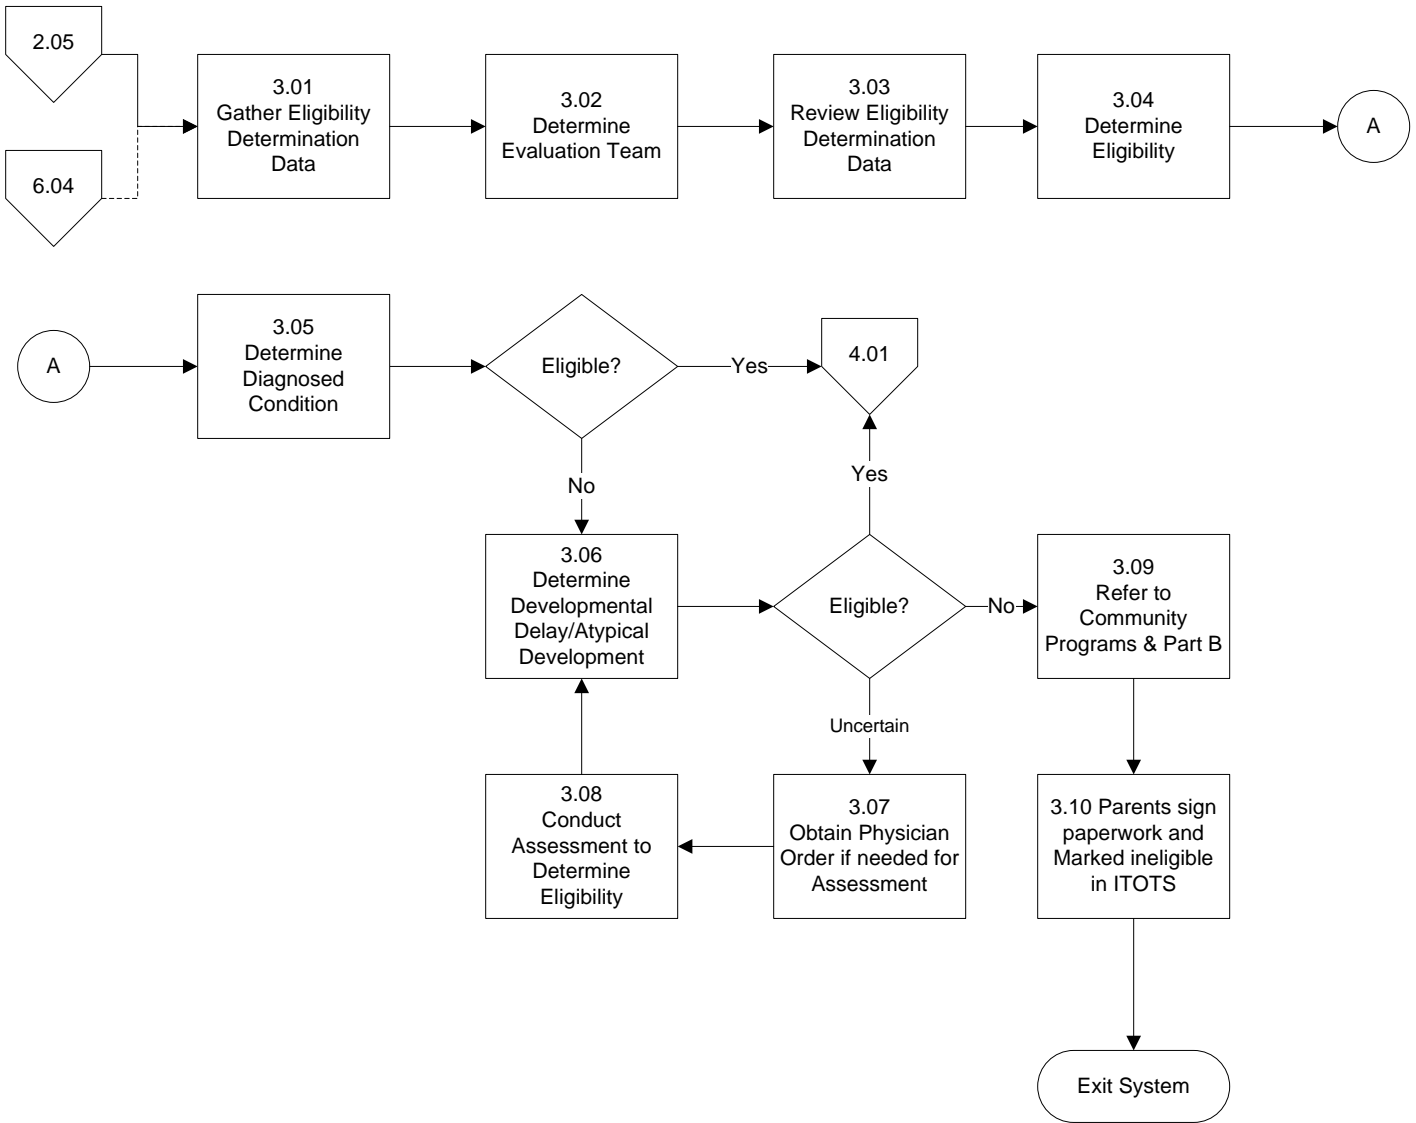 2.05
3.01
Gather Eligibility
Determination
Data
3.02
Determine
Evaluation Team
3.03
Review Eligibility
Determination
Data
3.04
Determine
Eligibility
A
6.04
A
3.05
Determine
Diagnosed
Condition
Eligible?
Yes
4.01
No
Yes
3.06
Determine
Developmental
Delay/Atypical
Development
Eligible?
No
3.09
Refer to
Community
Programs & Part B
Uncertain
3.08
Conduct
Assessment to
Determine
Eligibility
3.07
Obtain Physician
Order if needed for
Assessment
3.10 Parents sign
paperwork and
Marked ineligible
in ITOTS
Exit System